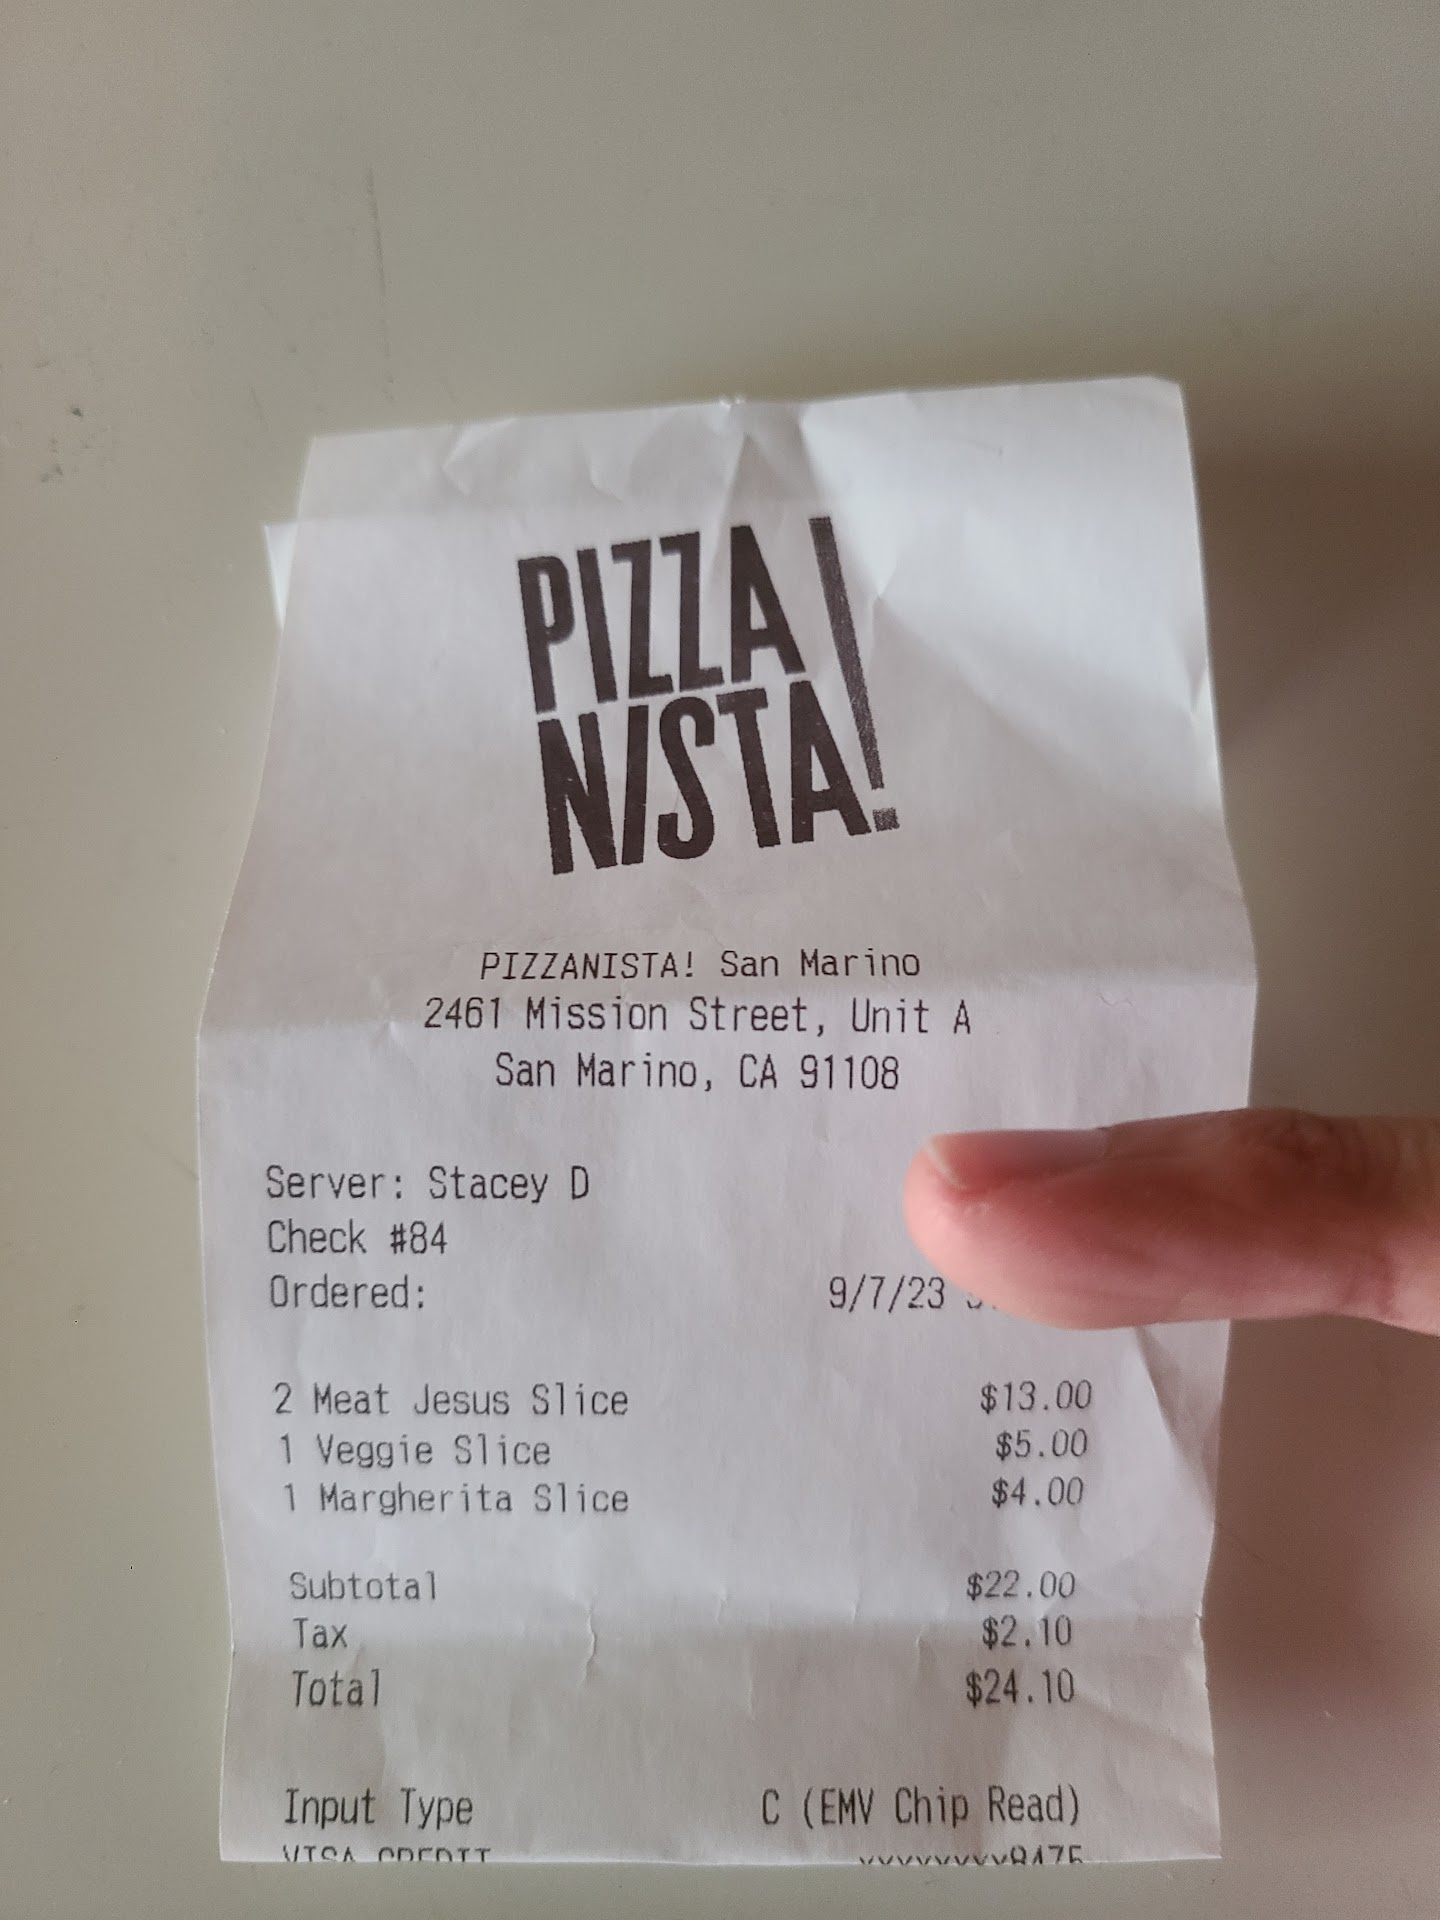 PIZZA
NISTA!
PIZZANISTA! San Marino
2461 Mission Street, Unit A
San Marino, CA 91108
Server: Stacey D
Check #84
Ordered: 9/7/23
2 Meat Jesus Slice $13.00
1 Veggie Slice $5.00
1 Margherita Slice $4.00
Subtotal $22.00
Tax $2.10
Total $24.10
Input Type C (EMV Chip Read)
VISA CREDIT